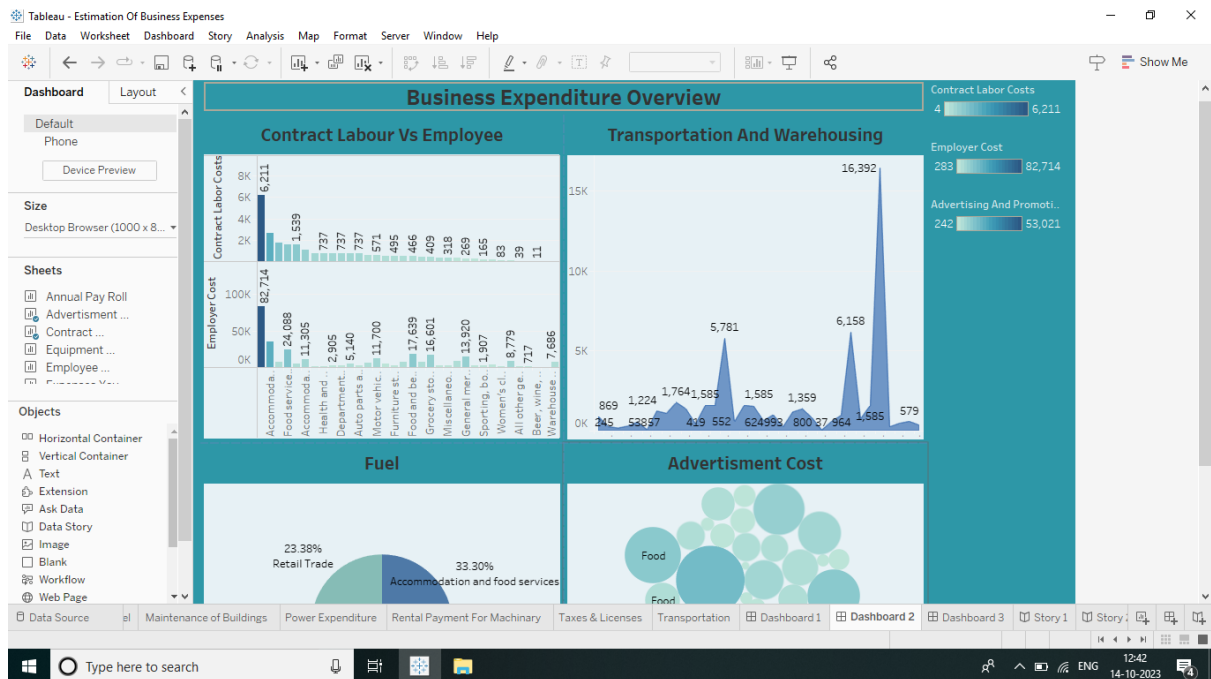 Tableau - Estimation Of Business Expenses
File Data Worksheet Dashboard Story Analysis Map Format Server Window Help
Show Me
Dashboard Layout
Default
Phone
Device Preview
Size
Desktop Browser (1000 x 8...
Sheets
Annual Pay Roll
Advertisment ...
Contract ...
Equipment ...
Employee ...
Objects
Horizontal Container
Vertical Container
Text
Extension
Ask Data
Data Story
Image
Blank
Workflow
Web Page
Business Expenditure Overview
Contract Labour Vs Employee
Contract Labor Costs
8K
6K
4K
2K
6,211
1,539
737
737
737
571
495
466
409
318
269
165
83
39
11
Employer Cost
100K
50K
0K
82,714
24,088
11,305
2,905
5,140
11,700
17,639
16,601
13,920
1,907
8,779
717
7,686
Accommoda..
Food service..
Accommoda..
Health and ..
Department..
Auto parts a..
Motor vehic..
Furniture st..
Food and be..
Grocery sto..
Miscellaneo..
General mer..
Sporting, bo..
Women's cl..
All other ge..
Beer, wine, ..
Warehouse ..
Transportation And Warehousing
15K
10K
5K
0K
16,392
6,158
5,781
869
1,224
1,764
1,585
1,585
1,359
1,585
579
245
419
552
800
37
964
Fuel
23.38%
Retail Trade
33.30%
Accommodation and food services
Advertisment Cost
Food
Food
Contract Labor Costs
4 6,211
Employer Cost
283 82,714
Advertising And Promoti..
242 53,021
Data Source el Maintenance of Buildings Power Expenditure Rental Payment For Machinery Taxes & Licenses Transportation Dashboard 1 Dashboard 2 Dashboard 3 Story 1 Story
Type here to search
ENG
12:42
14-10-2023
4